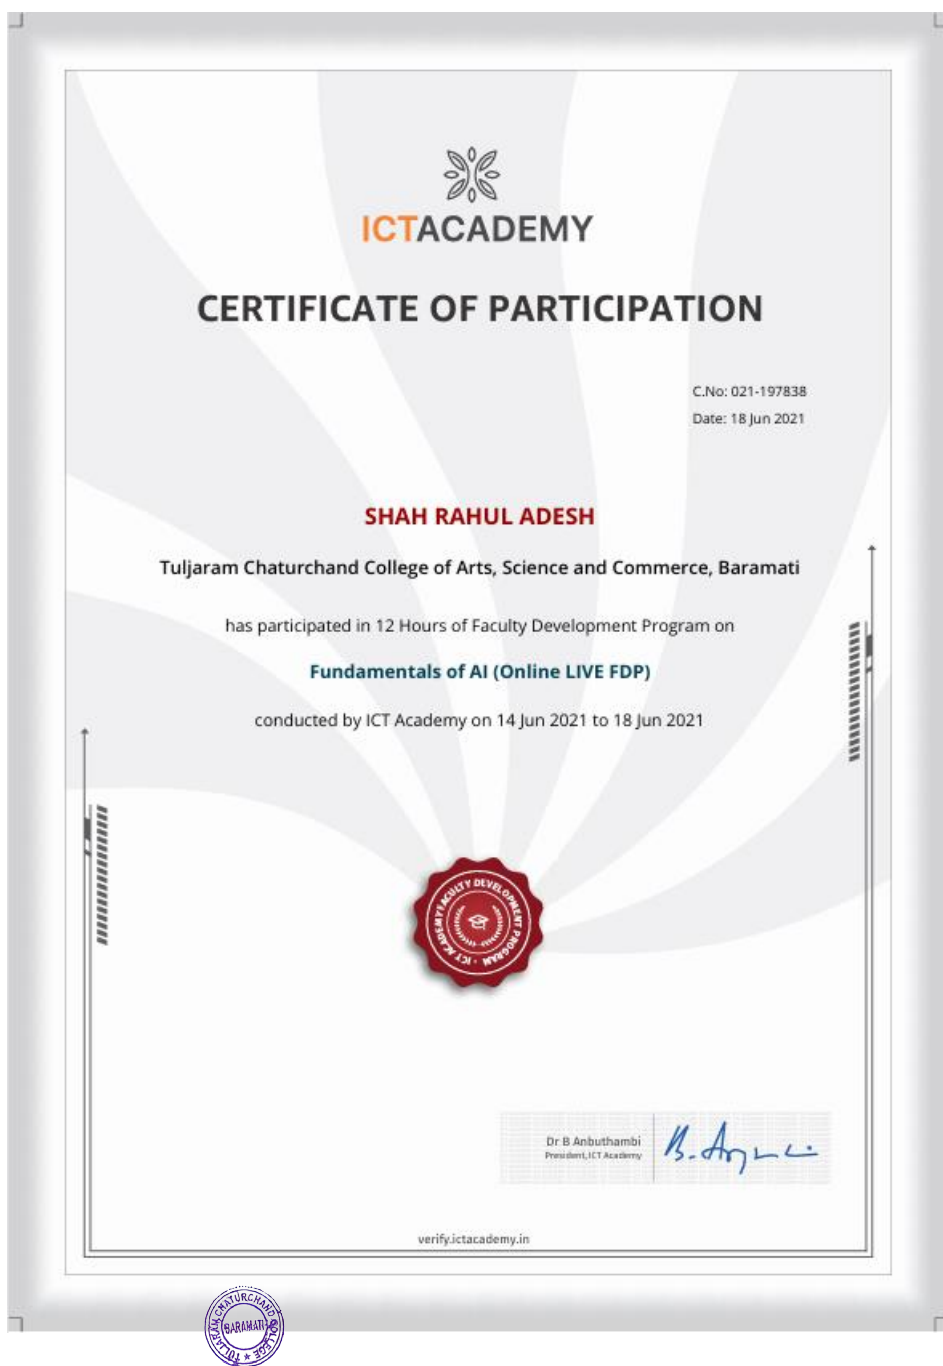 ICTACADEMY
CERTIFICATE OF PARTICIPATION
C.No: 021-197838
Date: 18 Jun 2021
SHAH RAHUL ADESH
Tuljaram Chaturchand College of Arts, Science and Commerce, Baramati
has participated in 12 Hours of Faculty Development Program on
Fundamentals of AI (Online LIVE FDP)
conducted by ICT Academy on 14 Jun 2021 to 18 Jun 2021
FACULTY DEVELOPMENT PROGRAM
· ICT ACADEMY
Dr B Anbuthambi
President, ICT Academy
verify.ictacademy.in
TULJARAM CHATURCHAND COLLEGE
BARAMATI